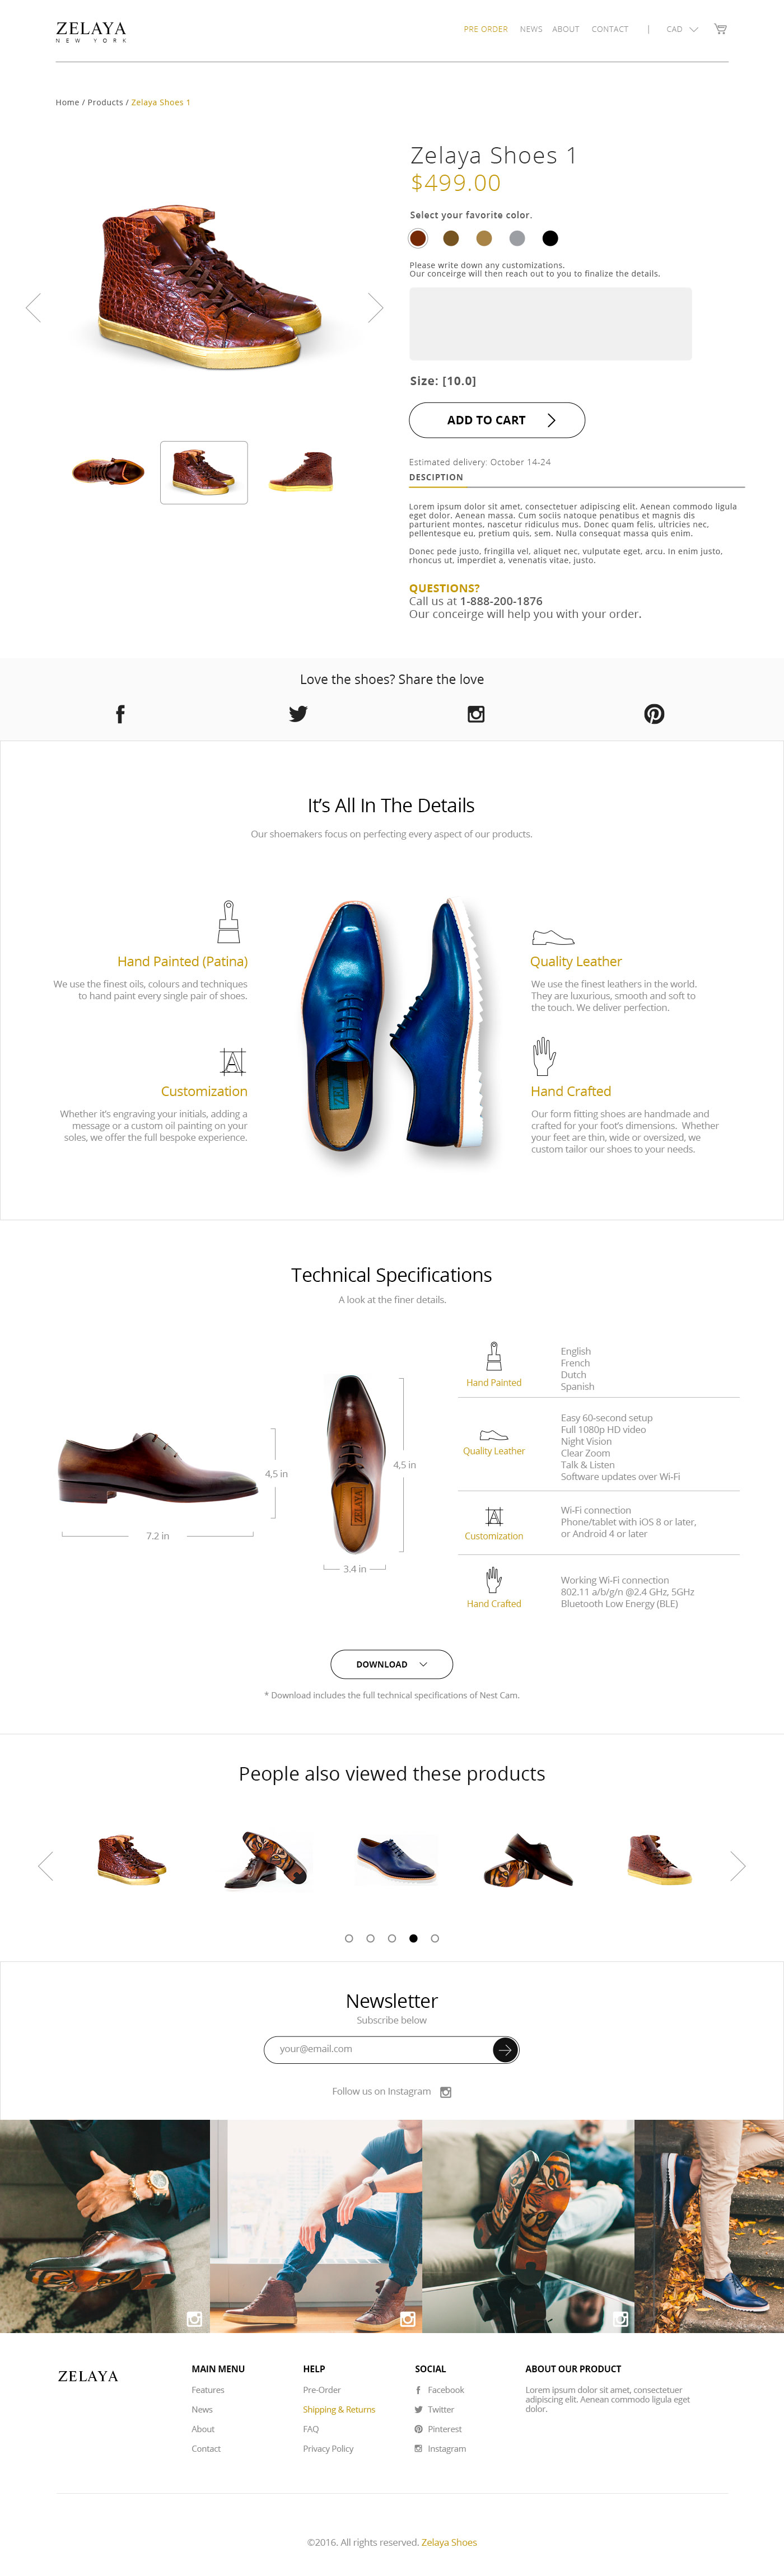 ZELAYA
NEW YORK
PRE ORDER NEWS ABOUT CONTACT | CAD
Home / Products / Zelaya Shoes 1
Zelaya Shoes 1
$499.00
Select your favorite color.
Please write down any customizations.
Our conceirge will then reach out to you to finalize the details.
Size: [10.0]
ADD TO CART
Estimated delivery: October 14-24
DESCIPTION
Lorem ipsum dolor sit amet, consectetuer adipiscing elit. Aenean commodo ligula
eget dolor. Aenean massa. Cum sociis natoque penatibus et magnis dis
parturient montes, nascetur ridiculus mus. Donec quam felis, ultricies nec,
pellentesque eu, pretium quis, sem. Nulla consequat massa quis enim.
Donec pede justo, fringilla vel, aliquet nec, vulputate eget, arcu. In enim justo,
rhoncus ut, imperdiet a, venenatis vitae, justo.
QUESTIONS?
Call us at 1-888-200-1876
Our conceirge will help you with your order.
Love the shoes? Share the love
It's All In The Details
Our shoemakers focus on perfecting every aspect of our products.
Hand Painted (Patina)
We use the finest oils, colours and techniques
to hand paint every single pair of shoes.
Customization
Whether it's engraving your initials, adding a
message or a custom oil painting on your
soles, we offer the full bespoke experience.
ZELAYA
Quality Leather
We use the finest leathers in the world.
They are luxurious, smooth and soft to
the touch. We deliver perfection.
Hand Crafted
Our form fitting shoes are handmade and
crafted for your foot's dimensions. Whether
your feet are thin, wide or oversized, we
custom tailor our shoes to your needs.
Technical Specifications
A look at the finer details.
4,5 in
7.2 in
ZELAYA
4,5 in
3.4 in
Hand Painted
English
French
Dutch
Spanish
Quality Leather
Easy 60-second setup
Full 1080p HD video
Night Vision
Clear Zoom
Talk & Listen
Software updates over Wi-Fi
Customization
Wi-Fi connection
Phone/tablet with iOS 8 or later,
or Android 4 or later
Hand Crafted
Working Wi-Fi connection
802.11 a/b/g/n @2.4 GHz, 5GHz
Bluetooth Low Energy (BLE)
DOWNLOAD
* Download includes the full technical specifications of Nest Cam.
People also viewed these products
Newsletter
Subscribe below
your@email.com
Follow us on Instagram
ZELAYA
MAIN MENU
Features
News
About
Contact
HELP
Pre-Order
Shipping & Returns
FAQ
Privacy Policy
SOCIAL
Facebook
Twitter
Pinterest
Instagram
ABOUT OUR PRODUCT
Lorem ipsum dolor sit amet, consectetuer
adipiscing elit. Aenean commodo ligula eget
dolor.
©2016. All rights reserved. Zelaya Shoes